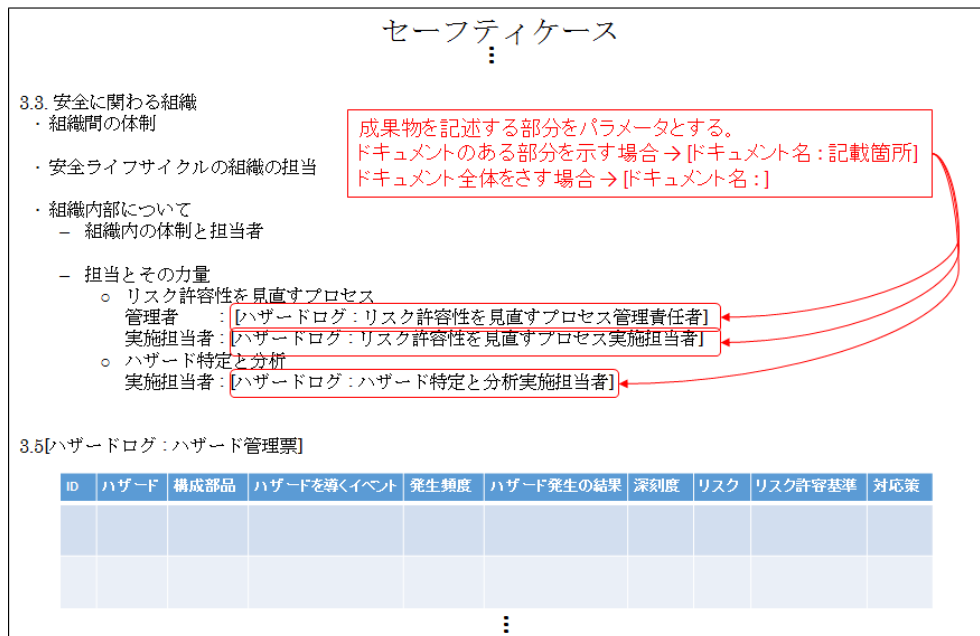 セーフティケース
⋮
3.3. 安全に関わる組織
・組織間の体制
成果物を記述する部分をパラメータとする。
ドキュメントのある部分を示す場合→[ドキュメント名：記載箇所]
ドキュメント全体をさす場合→[ドキュメント名：]
・安全ライフサイクルの組織の担当
・組織内部について
– 組織内の体制と担当者
– 担当とその力量
○ リスク許容性を見直すプロセス
管理者　：[ハザードログ：リスク許容性を見直すプロセス管理責任者]
実施担当者：[ハザードログ：リスク許容性を見直すプロセス実施担当者]
○ ハザード特定と分析
実施担当者：[ハザードログ：ハザード特定と分析実施担当者]
3.5[ハザードログ：ハザード管理票]
ID ハザード 構成部品 ハザードを導くイベント 発生頻度 ハザード発生の結果 深刻度 リスク リスク許容基準 対応策
⋮